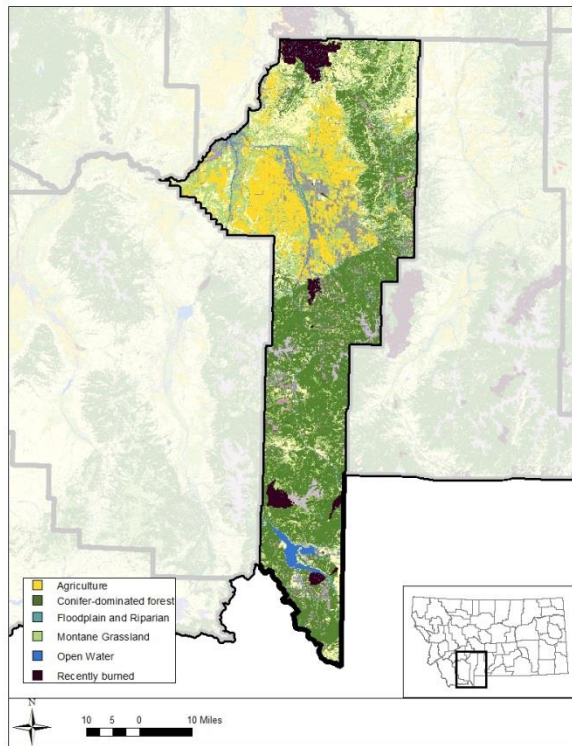 Agriculture
Conifer-dominated forest
Floodplain and Riparian
Montane Grassland
Open Water
Recently burned
N
10 5 0 10 Miles